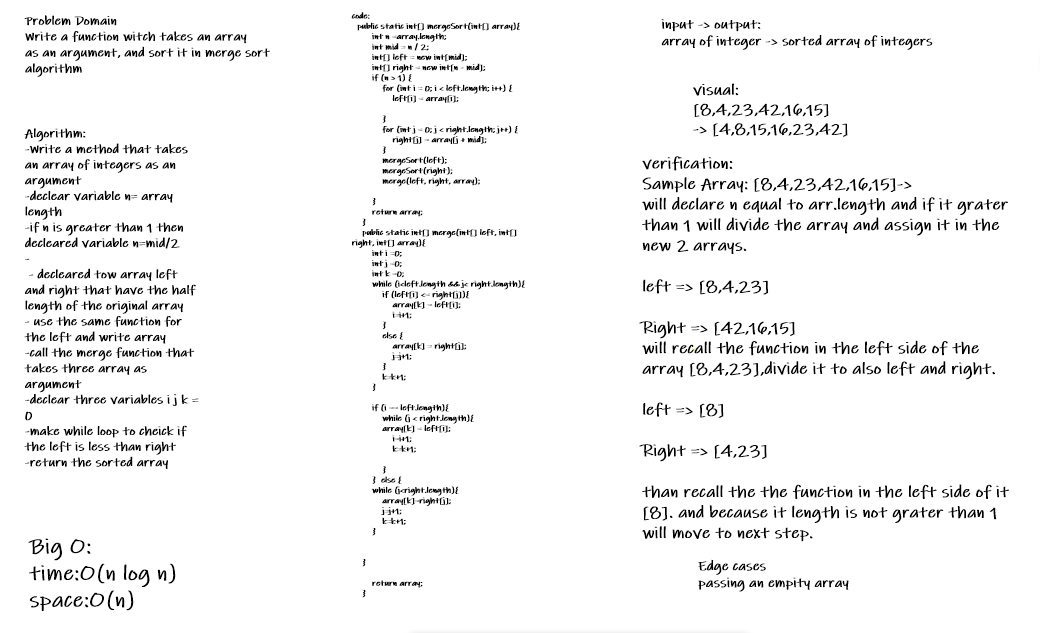 Problem Domain
Write a function witch takes an array
as an argument, and sort it in merge sort
algorithm
Algorithm:
-Write a method that takes
an array of integers as an
argument
-declear variable n= array
length
-if n is greater than 1 then
decleared variable n=mid/2
-
- decleared tow array left
and right that have the half
length of the original array
- use the same function for
the left and write array
-call the merge function that
takes three array as
argument
-declear three variables i j k =
0
-make while loop to cheick if
the left is less than right
-return the sorted array
Big O:
time:O(n log n)
space:O(n)
code:
public static int[] mergeSort(int[] array){
int n =array.length;
int mid = n / 2;
int[] left = new int[mid];
int[] right = new int[n - mid];
if (n > 1) {
for (int i = 0; i < left.length; i++) {
left[i] = array[i];
}
for (int j = 0; j < right.length; j++) {
right[j] = array[j + mid];
}
mergeSort(left);
mergeSort(right);
merge(left, right, array);
}
return array;
}
public static int[] merge(int[] left, int[]
right, int[] array){
int i =0;
int j =0;
int k =0;
while (i<left.length && j< right.length){
if (left[i] <= right[j]){
array[k] = left[i];
i=i+1;
}
else {
array[k] = right[j];
j=j+1;
}
k=k+1;
}
if (i == left.length){
while (j < right.length){
array[k] = left[i];
i=i+1;
k=k+1;
}
} else {
while (j<right.length){
array[k]=right[j];
j=j+1;
k=k+1;
}
}
return array;
}
input -> output:
array of integer -> sorted array of integers
visual:
[8,4,23,42,16,15]
-> [4,8,15,16,23,42]
verification:
Sample Array: [8,4,23,42,16,15]->
will declare n equal to arr.length and if it grater
than 1 will divide the array and assign it in the
new 2 arrays.
left => [8,4,23]
Right => [42,16,15]
will recall the function in the left side of the
array [8,4,23],divide it to also left and right.
left => [8]
Right => [4,23]
than recall the the function in the left side of it
[8]. and because it length is not grater than 1
will move to next step.
Edge cases
passing an empity array